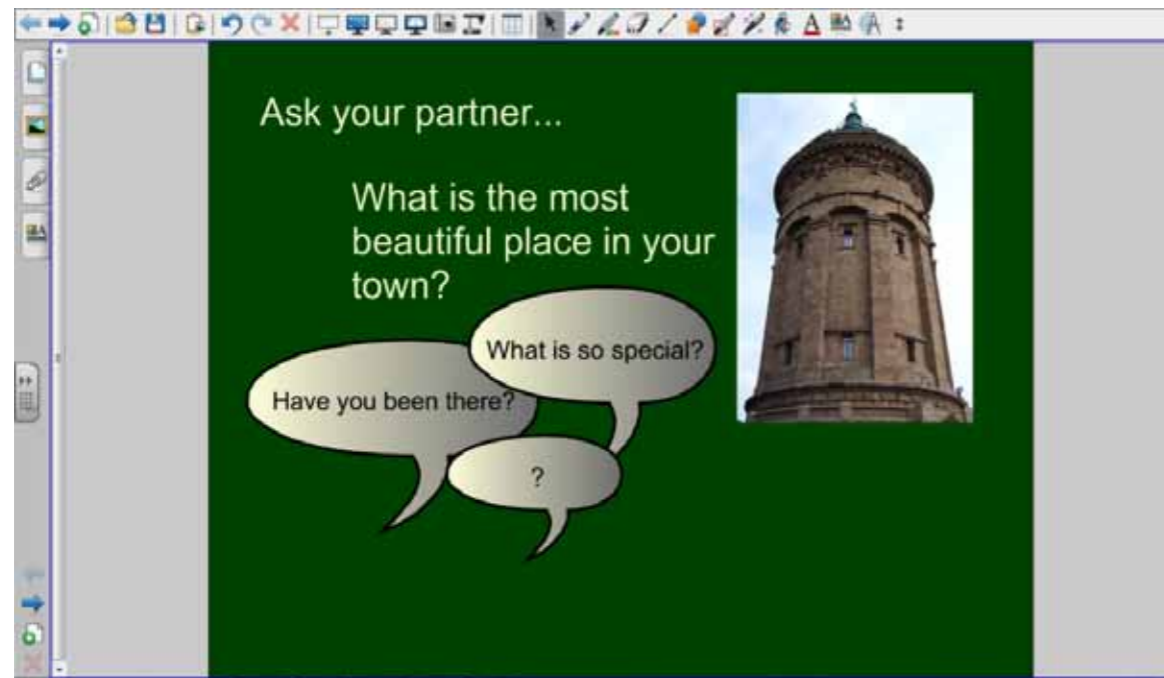 Ask your partner...
What is the most
beautiful place in your
town?
What is so special?
Have you been there?
?